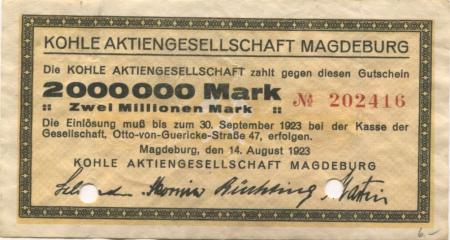 KOHLE AKTIENGESELLSCHAFT MAGDEBURG
Die KOHLE AKTIENGESELLSCHAFT zahlt gegen diesen Gutschein
2000000 Mark
:: Zwei Millionen Mark ::
№ 202416
Die Einlösung muß bis zum 30. September 1923 bei der Kasse der
Gesellschaft, Otto-von-Guericke-Straße 47, erfolgen.
Magdeburg, den 14. August 1923
KOHLE AKTIENGESELLSCHAFT MAGDEBURG
6.-